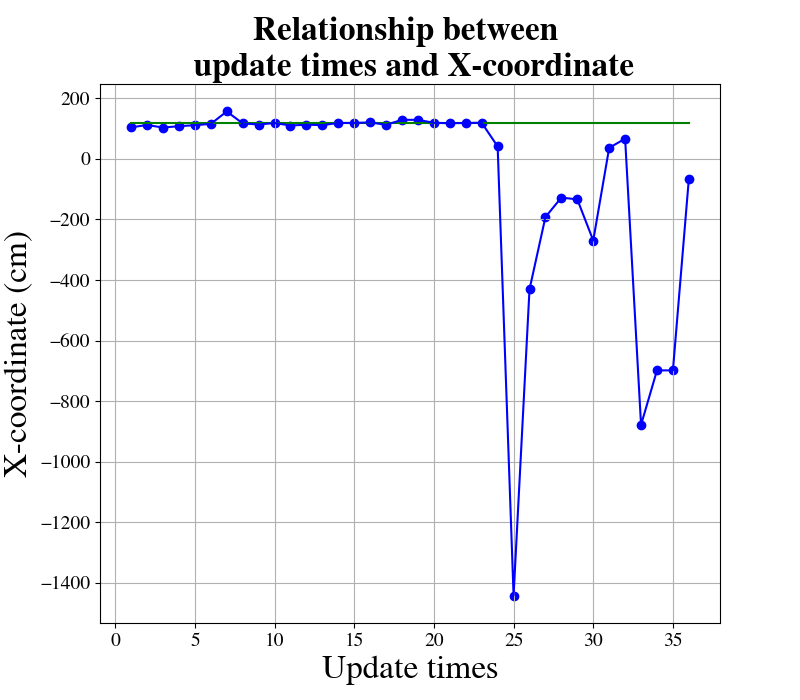 Relationship between
update times and X-coordinate
X-coordinate (cm)
200
0
−200
−400
−600
−800
−1000
−1200
−1400
0 5 10 15 20 25 30 35
Update times